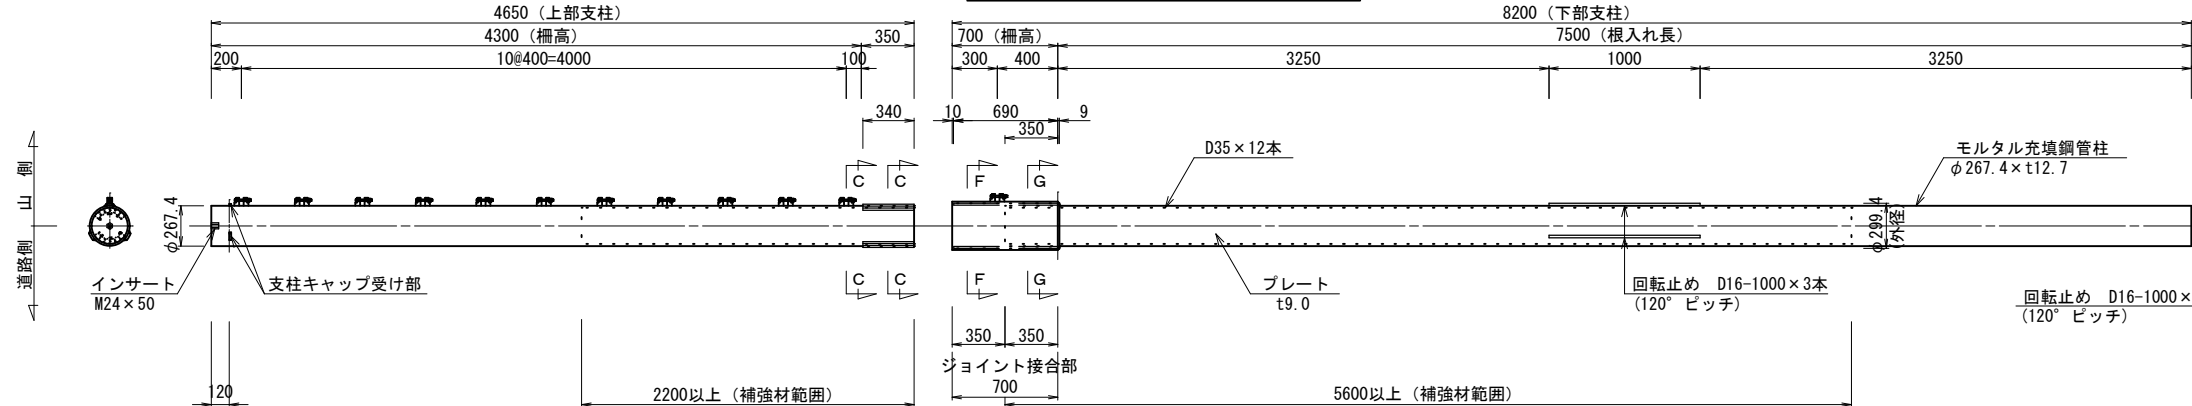 4650（上部支柱）
8200（下部支柱）
4300（柵高）
350
700（柵高）
7500（根入れ長）
200
10@400=4000
100
300
400
3250
1000
3250
340
10
690
9
350
D35×12本
モルタル充填鋼管柱
φ267.4×t12.7
山側
道路側
C
C
F
G
φ267.4
φ299.4
(外径)
インサート
M24×50
支柱キャップ受け部
C
C
F
G
プレート
t9.0
回転止め D16-1000×3本
(120°ピッチ)
回転止め D16-1000×
(120°ピッチ)
350
350
ジョイント接合部
120
2200以上（補強材範囲）
700
5600以上（補強材範囲）